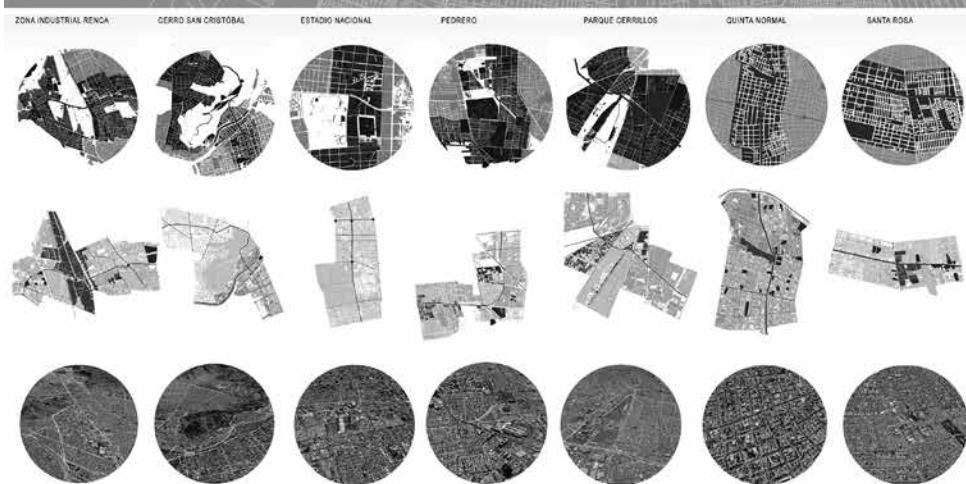 ZONA INDUSTRIAL RENCA
CERRO SAN CRISTÓBAL
ESTADIO NACIONAL
PEDRERO
PARQUE CERRILLOS
QUINTA NORMAL
SANTA ROSA